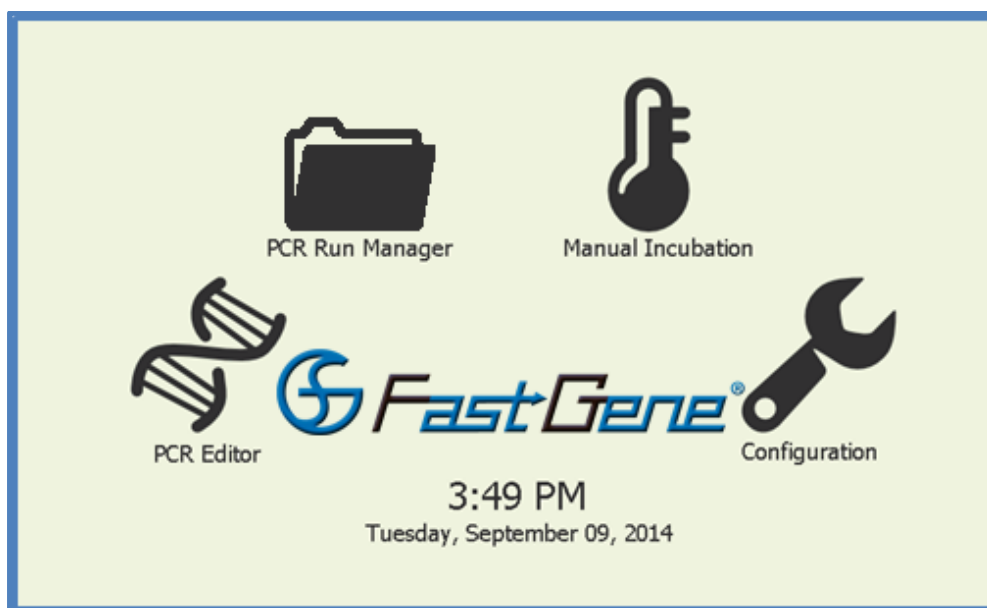 PCR Run Manager
Manual Incubation
PCR Editor
FastGene®
Configuration
3:49 PM
Tuesday, September 09, 2014